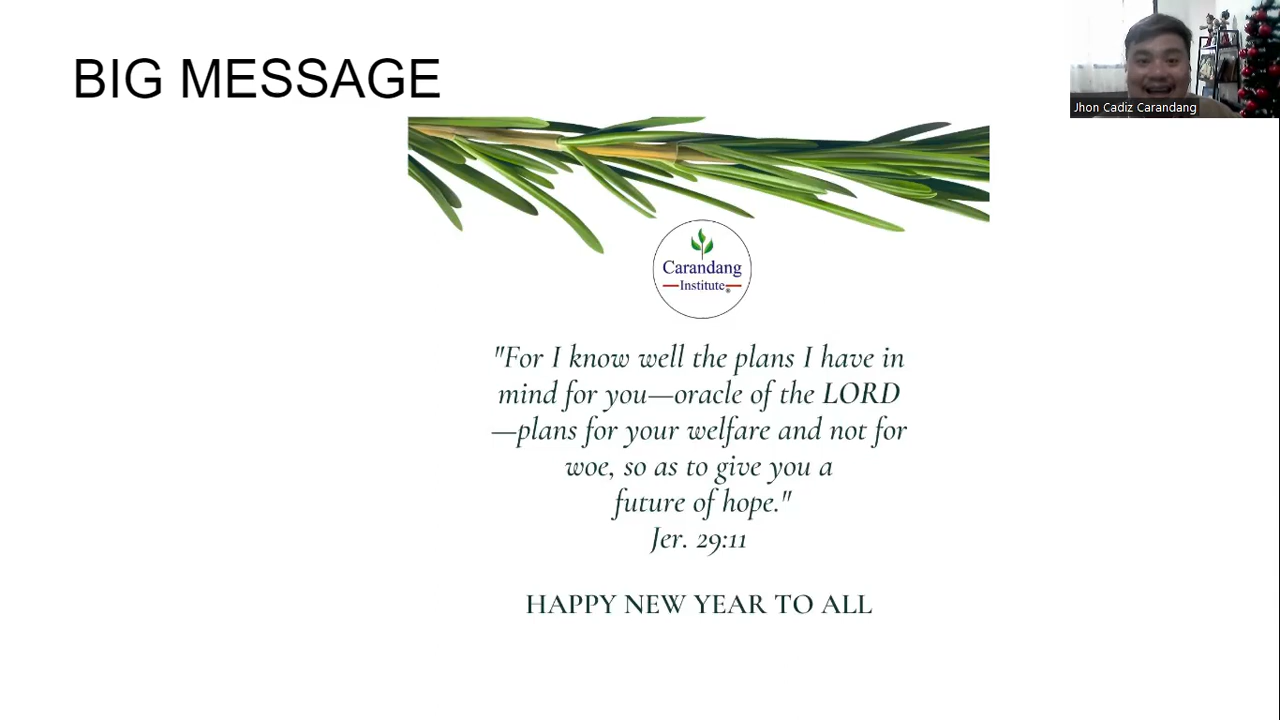 BIG MESSAGE
Jhon Cadiz Carandang
Carandang
Institute®
"For I know well the plans I have in
mind for you—oracle of the LORD
—plans for your welfare and not for
woe, so as to give you a
future of hope."
Jer. 29:11
HAPPY NEW YEAR TO ALL